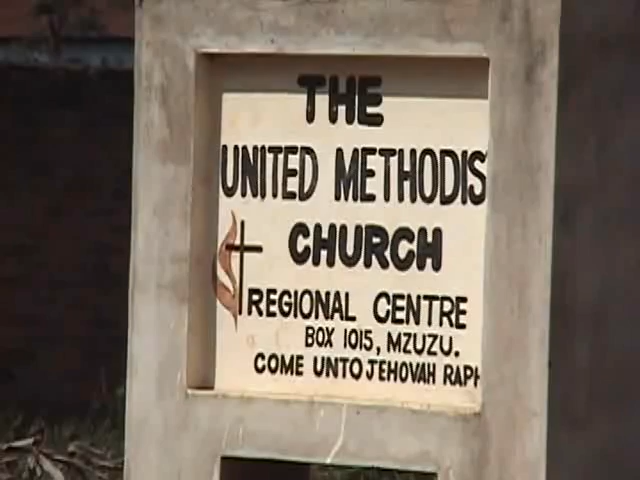 THE
UNITED METHODIS
CHURCH
REGIONAL CENTRE
BOX 1015, MZUZU.
COME UNTO JEHOVAH RAPH